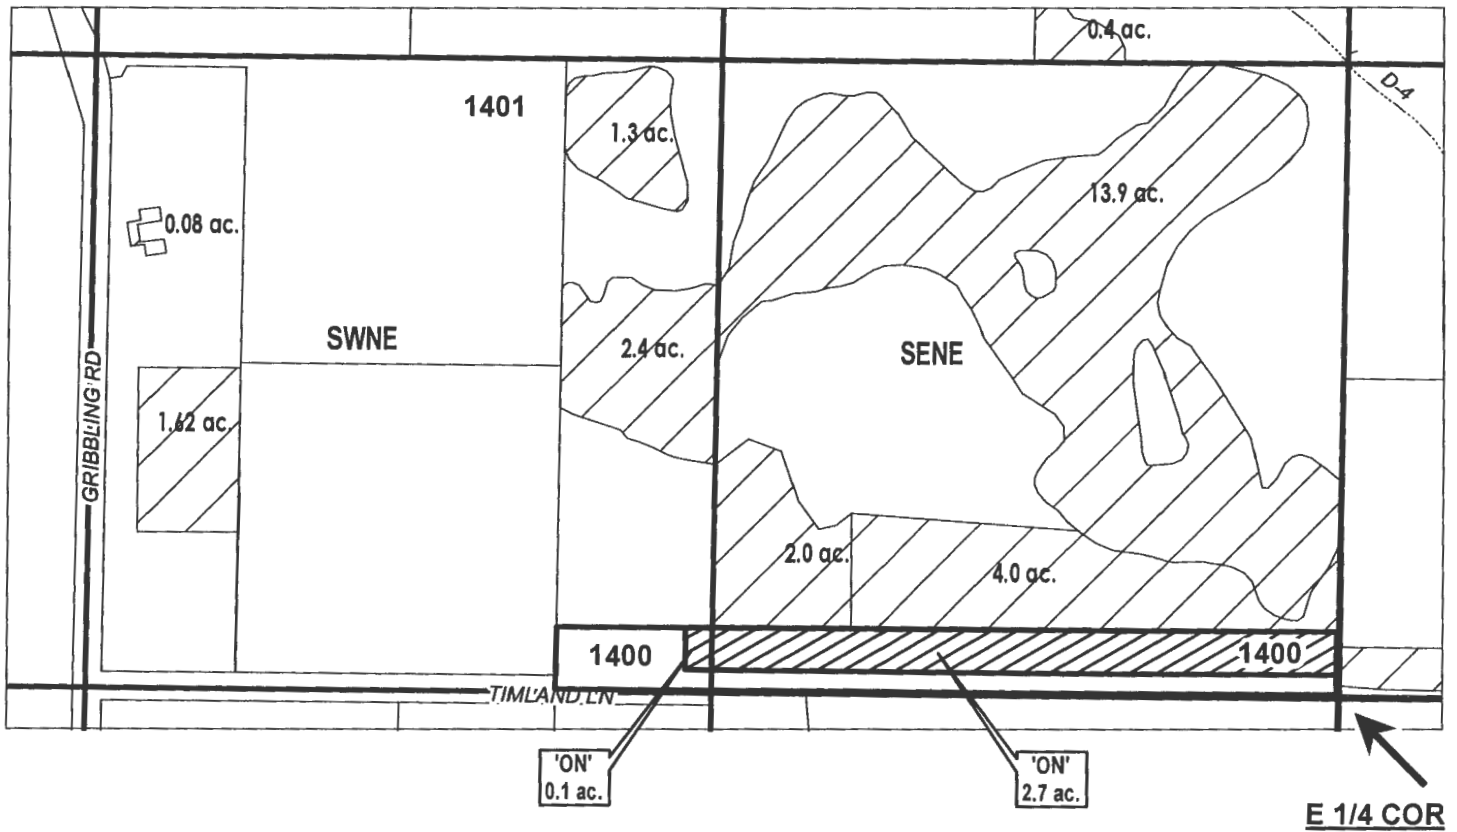 0.4 ac.
D-4
1401
1.3 ac.
13.9 ac.
0.08 ac.
SWNE
2.4 ac.
SENE
GRIBBLING RD
1.62 ac.
2.0 ac.
4.0 ac.
1400
1400
TIMLAND LN
'ON'
0.1 ac.
'ON'
2.7 ac.
E 1/4 COR